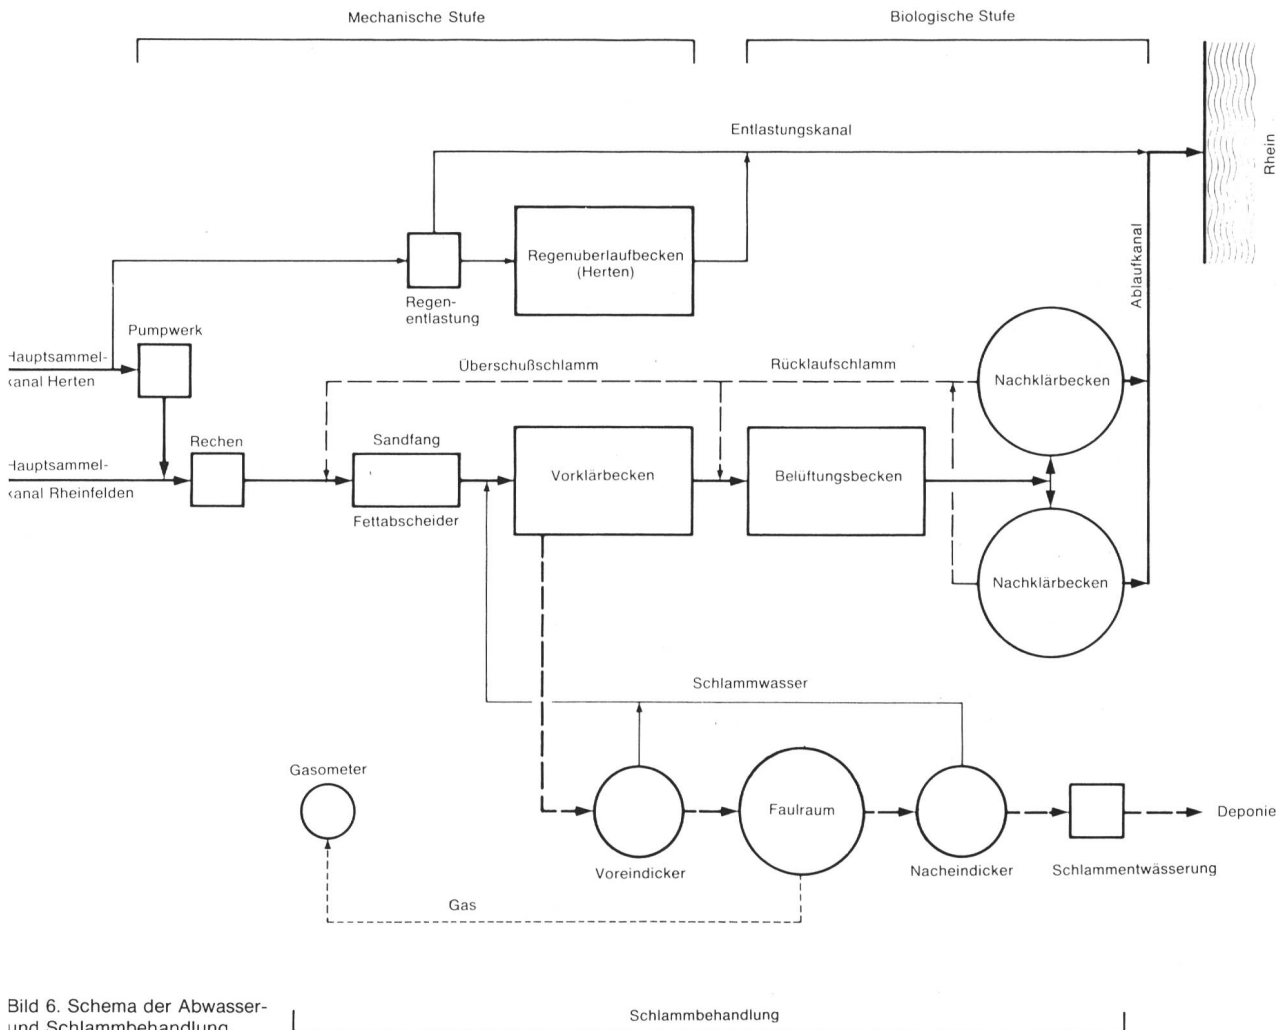 Mechanische Stufe
Biologische Stufe
Entlastungskanal
Rhein
Regenuberlaufbecken
(Herten)
Ablaufkanal
Regen-
entlastung
Pumpwerk
Hauptsammel-
kanal Herten
Überschußschlamm
Rücklaufschlamm
Nachklärbecken
Rechen
Sandfang
Hauptsammel-
kanal Rheinfelden
Vorklärbecken
Belüftungsbecken
Fettabscheider
Nachklärbecken
Schlammwasser
Gasometer
Faulraum
Deponie
Voreindicker
Nacheindicker
Schlammentwässerung
Gas
Bild 6. Schema der Abwasser-
und Schlammbehandlung
Schlammbehandlung